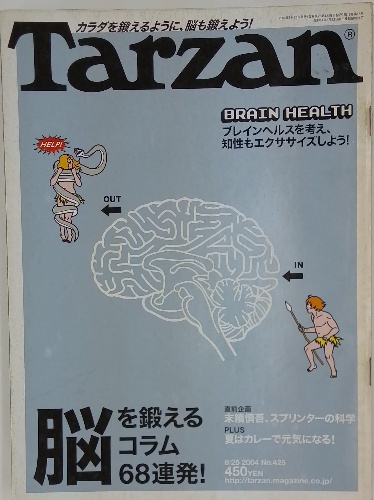 カラダを鍛えるように、脳も鍛えよう!
Tarzan®
BRAIN HEALTH
ブレインヘルスを考え、
知性もエクササイズしよう!
HELP!
OUT
IN
脳を鍛える
コラム
68連発!
直前企画
末續慎吾、スプリンターの科学
PLUS
夏はカレーで元気になる!
8/25 2004 No.425
450YEN
http://tarzan.magazine.co.jp/